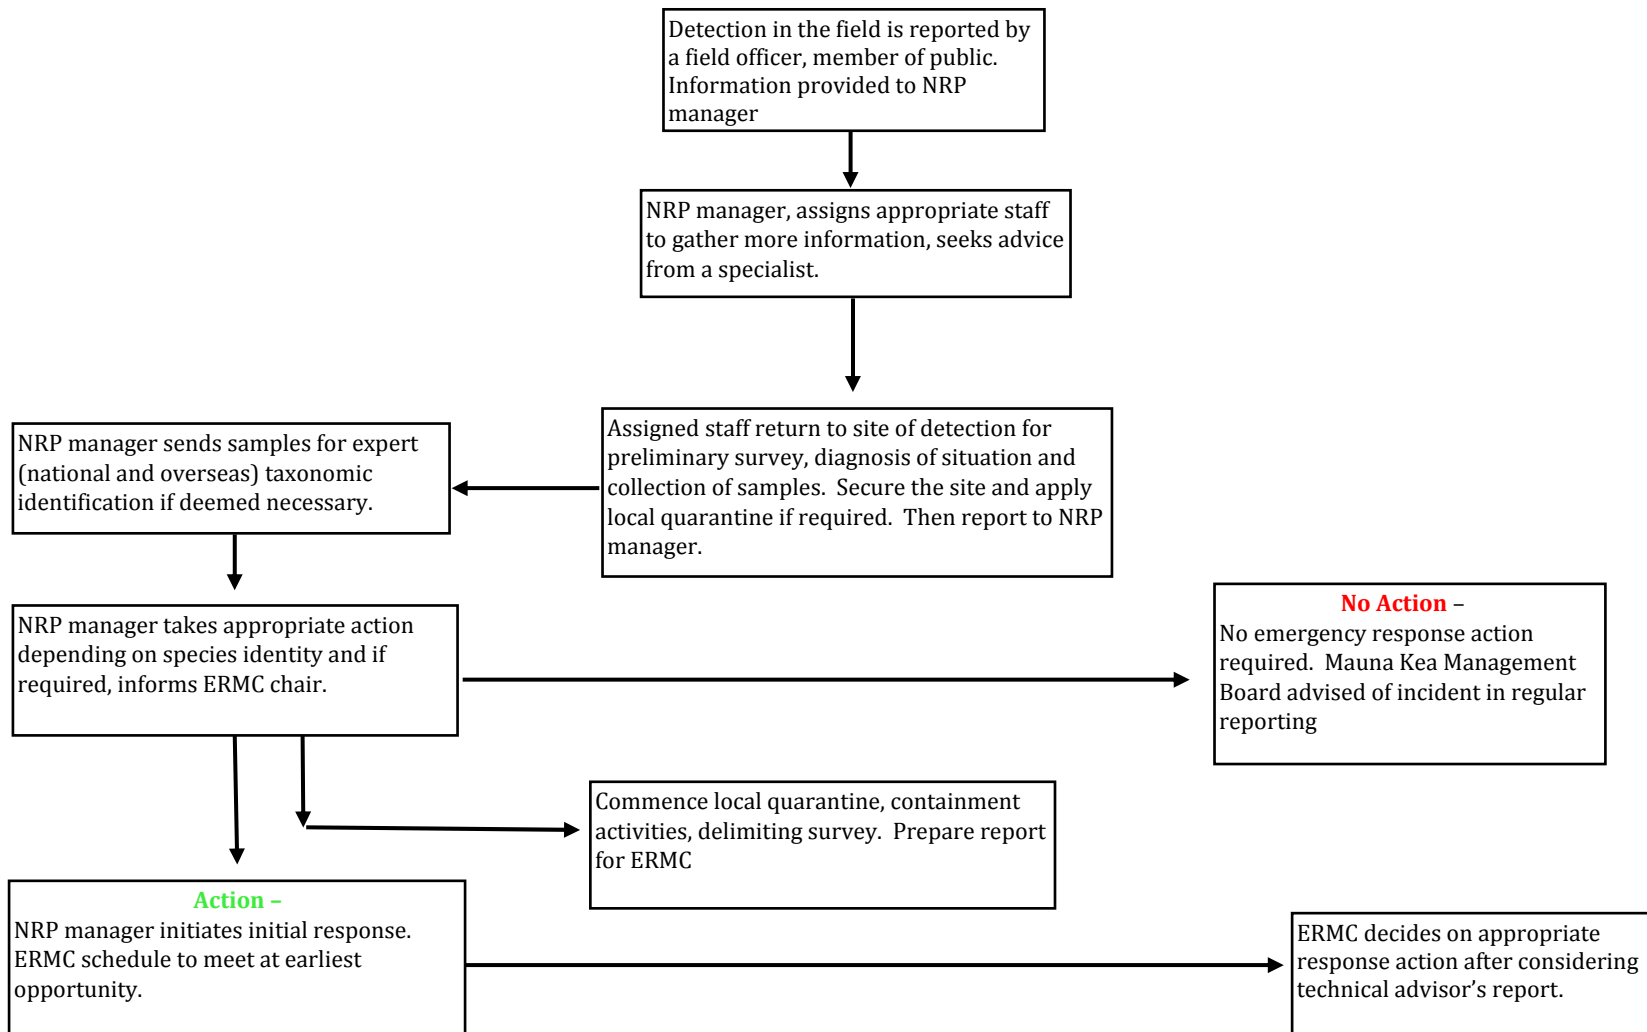 Detection in the field is reported by
a field officer, member of public.
Information provided to NRP
manager
NRP manager, assigns appropriate staff
to gather more information, seeks advice
from a specialist.
Assigned staff return to site of detection for
preliminary survey, diagnosis of situation and
collection of samples.  Secure the site and apply
local quarantine if required.  Then report to NRP
manager.
NRP manager sends samples for expert
(national and overseas) taxonomic
identification if deemed necessary.
NRP manager takes appropriate action
depending on species identity and if
required, informs ERMC chair.
No Action –
No emergency response action
required.  Mauna Kea Management
Board advised of incident in regular
reporting
Commence local quarantine, containment
activities, delimiting survey.  Prepare report
for ERMC
Action –
NRP manager initiates initial response.
ERMC schedule to meet at earliest
opportunity.
ERMC decides on appropriate
response action after considering
technical advisor’s report.